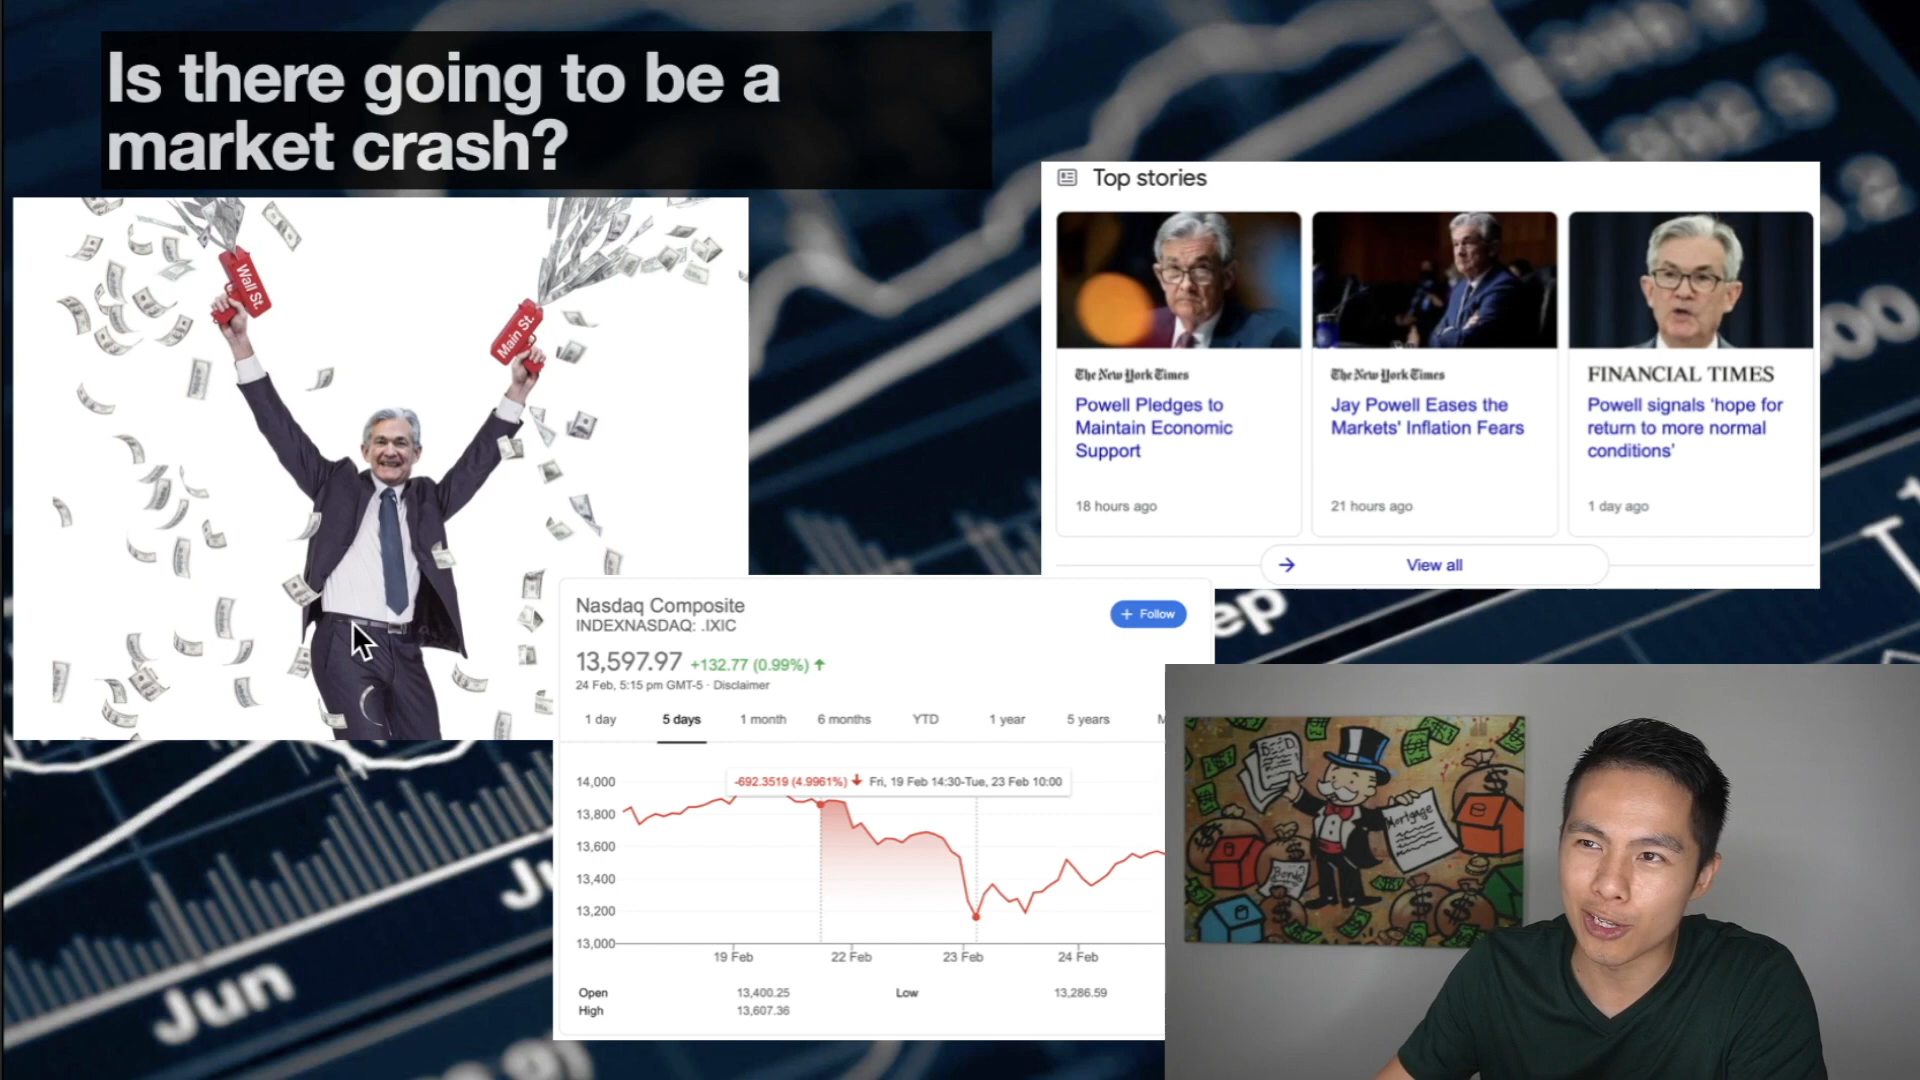 Is there going to be a
market crash?
Wall St.
Main St.
Top stories
The New York Times
Powell Pledges to
Maintain Economic
Support
18 hours ago
The New York Times
Jay Powell Eases the
Markets' Inflation Fears
21 hours ago
FINANCIAL TIMES
Powell signals ‘hope for
return to more normal
conditions’
1 day ago
View all
Nasdaq Composite
INDEXNASDAQ: .IXIC
+ Follow
13,597.97 +132.77 (0.99%) ↑
24 Feb, 5:15 pm GMT-5 · Disclaimer
1 day 5 days 1 month 6 months YTD 1 year 5 years M
-692.3519 (4.9961%) ↓ Fri, 19 Feb 14:30-Tue, 23 Feb 10:00
14,000
13,800
13,600
13,400
13,200
13,000
19 Feb 22 Feb 23 Feb 24 Feb
Open 13,400.25 Low 13,286.59
High 13,607.36
Mortgage
Bonds
Jun